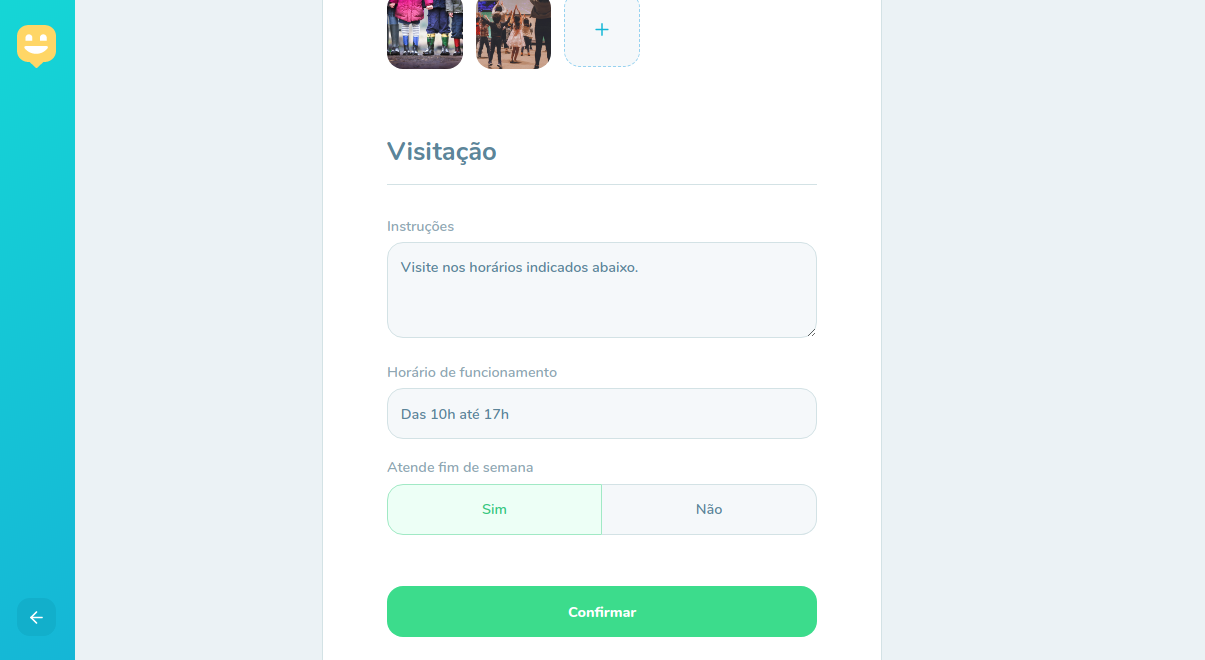 Visitação
Instruções
Visite nos horários indicados abaixo.
Horário de funcionamento
Das 10h até 17h
Atende fim de semana
Sim
Não
Confirmar